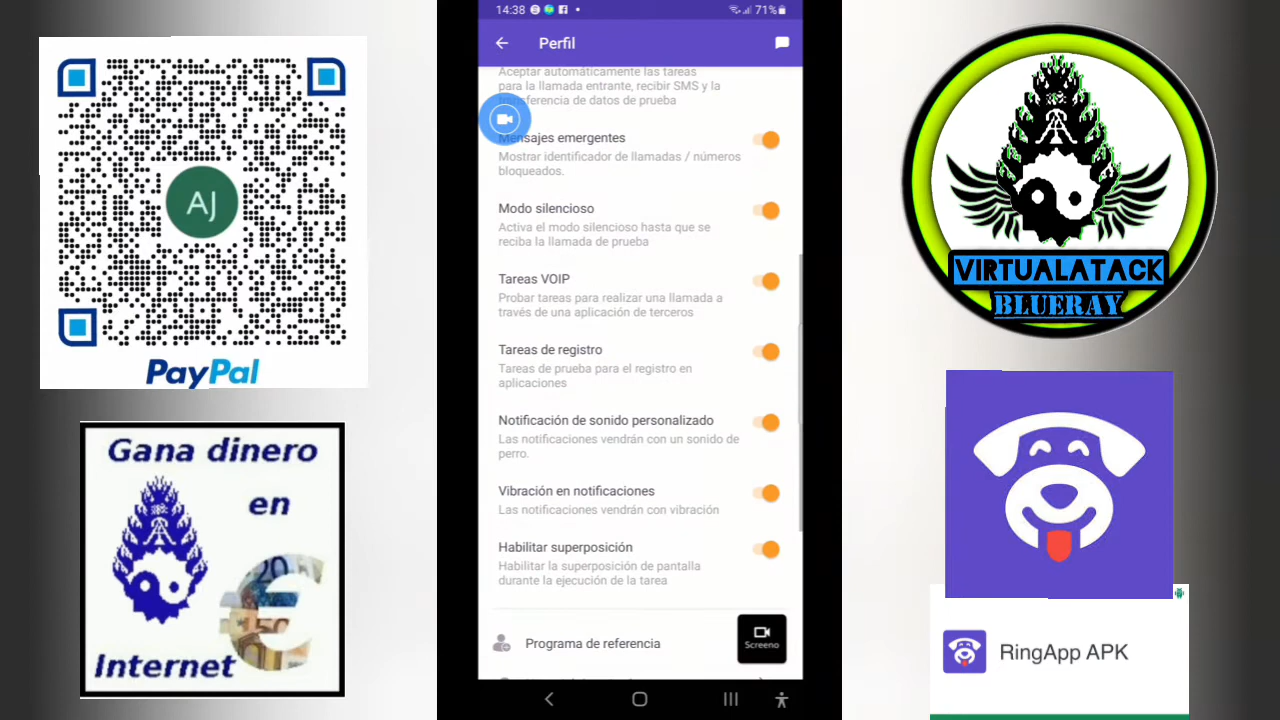 AJ
PayPal
Gana dinero
en
Internet
14:38
71%
Perfil
Aceptar automáticamente las tareas
para la llamada entrante, recibir SMS y la
transferencia de datos de prueba
Mensajes emergentes
Mostrar identificador de llamadas / números
bloqueados.
Modo silencioso
Activa el modo silencioso hasta que se
reciba la llamada de prueba
Tareas VOIP
Probar tareas para realizar una llamada a
través de una aplicación de terceros
Tareas de registro
Tareas de prueba para el registro en
aplicaciones
Notificación de sonido personalizado
Las notificaciones vendrán con un sonido de
perro.
Vibración en notificaciones
Las notificaciones vendrán con vibración
Habilitar superposición
Habilitar la superposición de pantalla
durante la ejecución de la tarea
Programa de referencia
Screeno
VIRTUALATACK
BLUERAY
RingApp APK